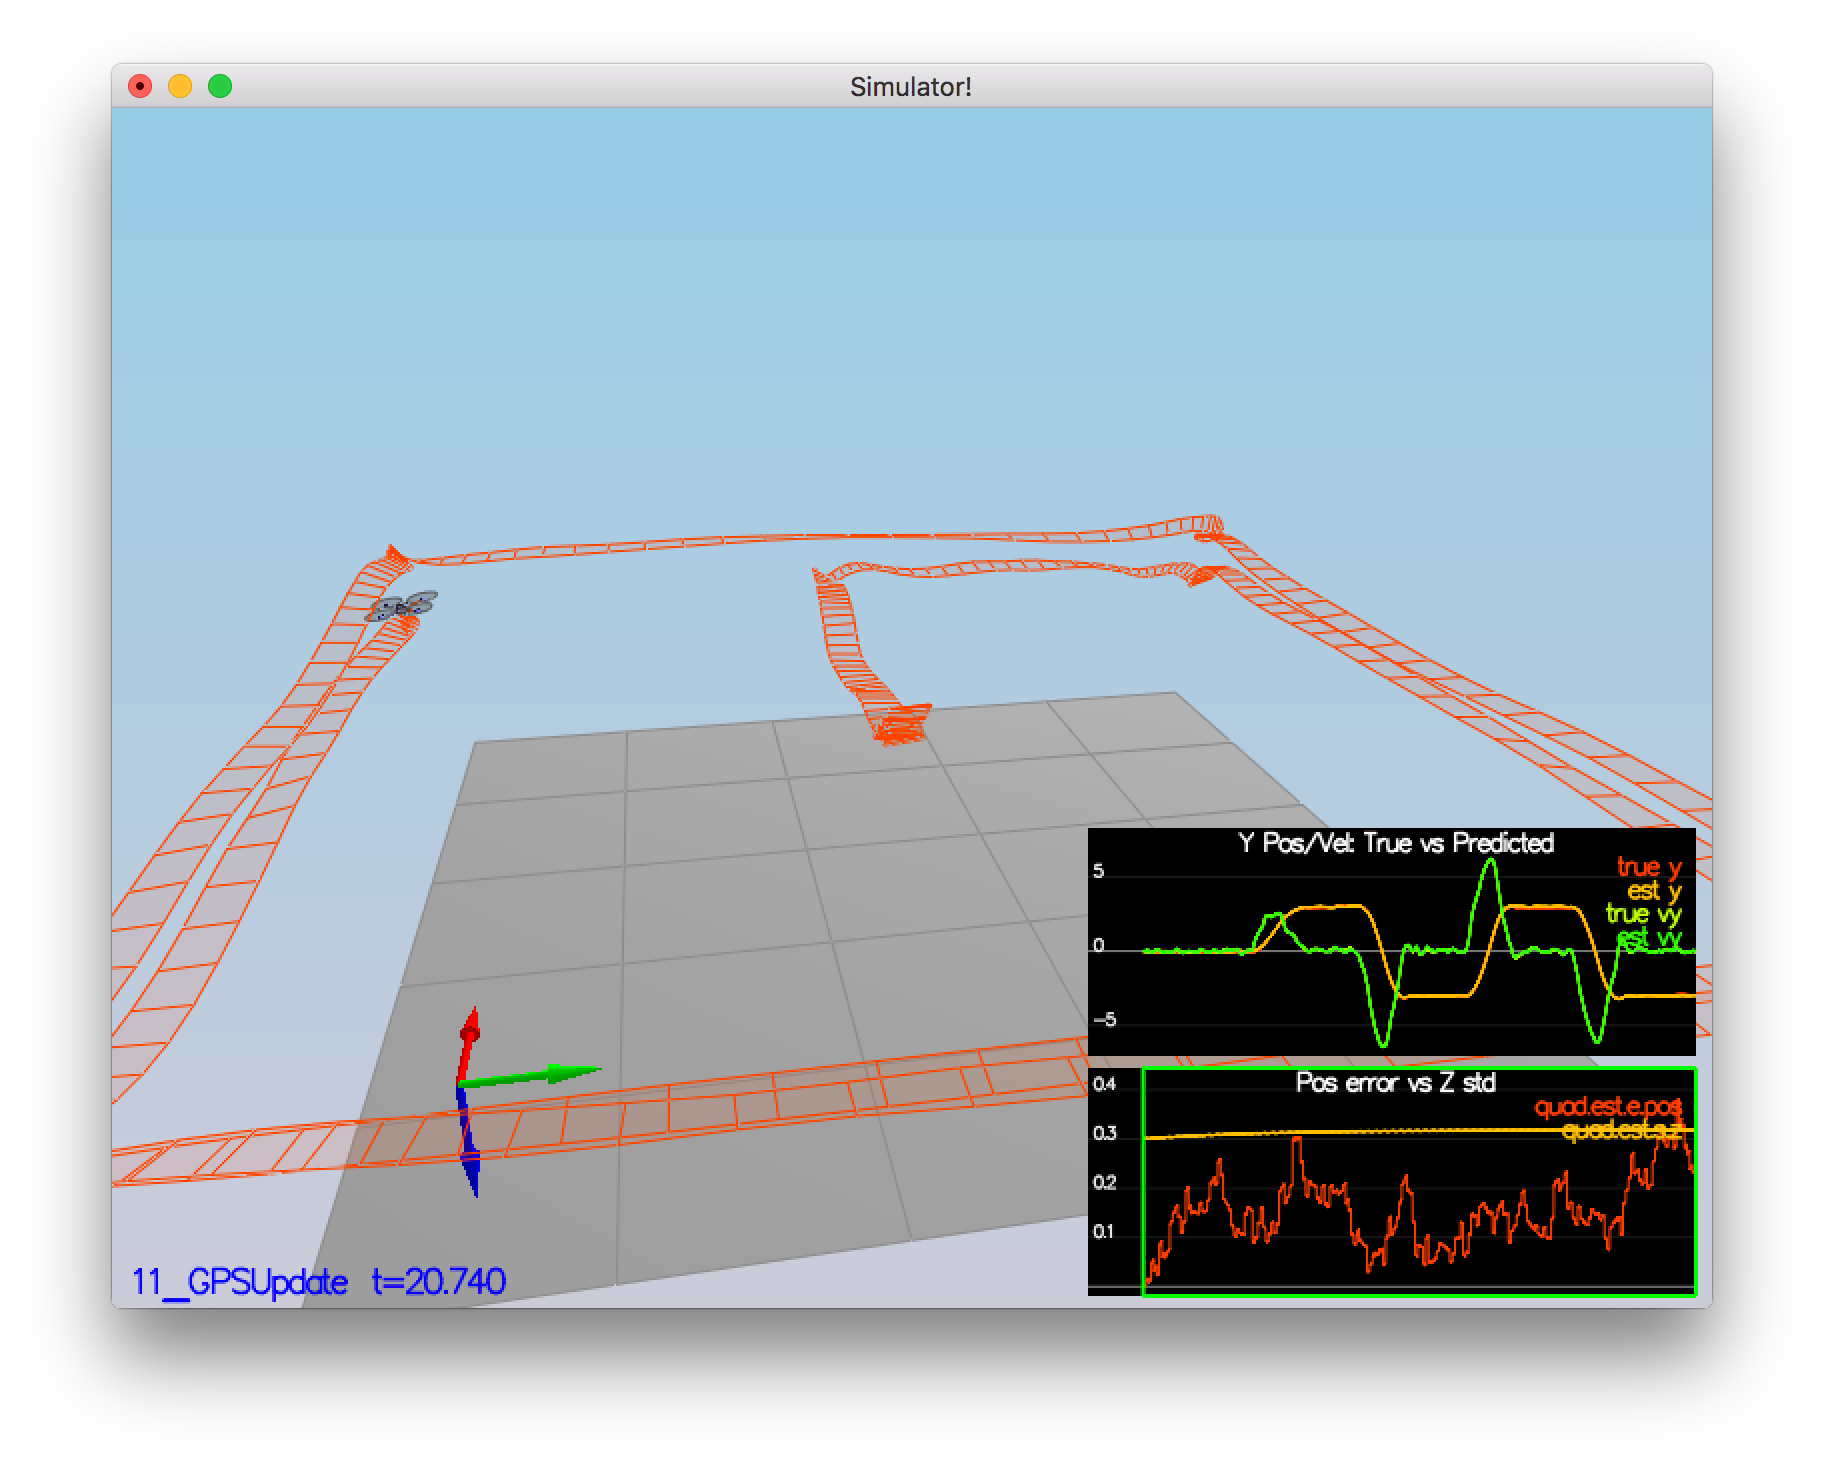 Simulator!
Y Pos/Vel: True vs Predicted
5
true y
est y
true vy
0
est vy
-5
Pos error vs Z std
0.4
quad.est.e.pos
0.3
quad.est.s.z
0.2
0.1
11_GPSUpdate t=20.740